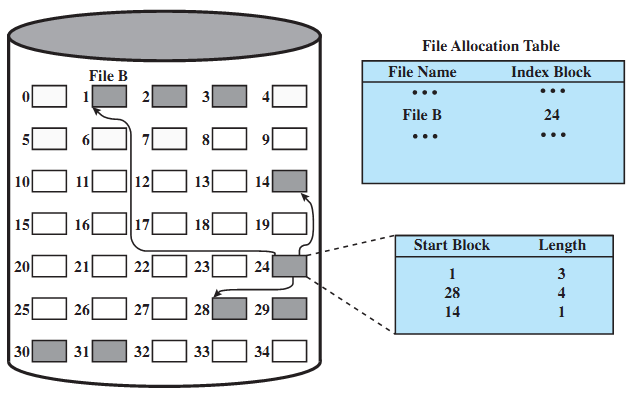 File Allocation Table
File Name Index Block
••• •••
File B 24
••• •••
File B
0 1 2 3 4
5 6 7 8 9
10 11 12 13 14
15 16 17 18 19
20 21 22 23 24
25 26 27 28 29
30 31 32 33 34
Start Block Length
1 3
28 4
14 1